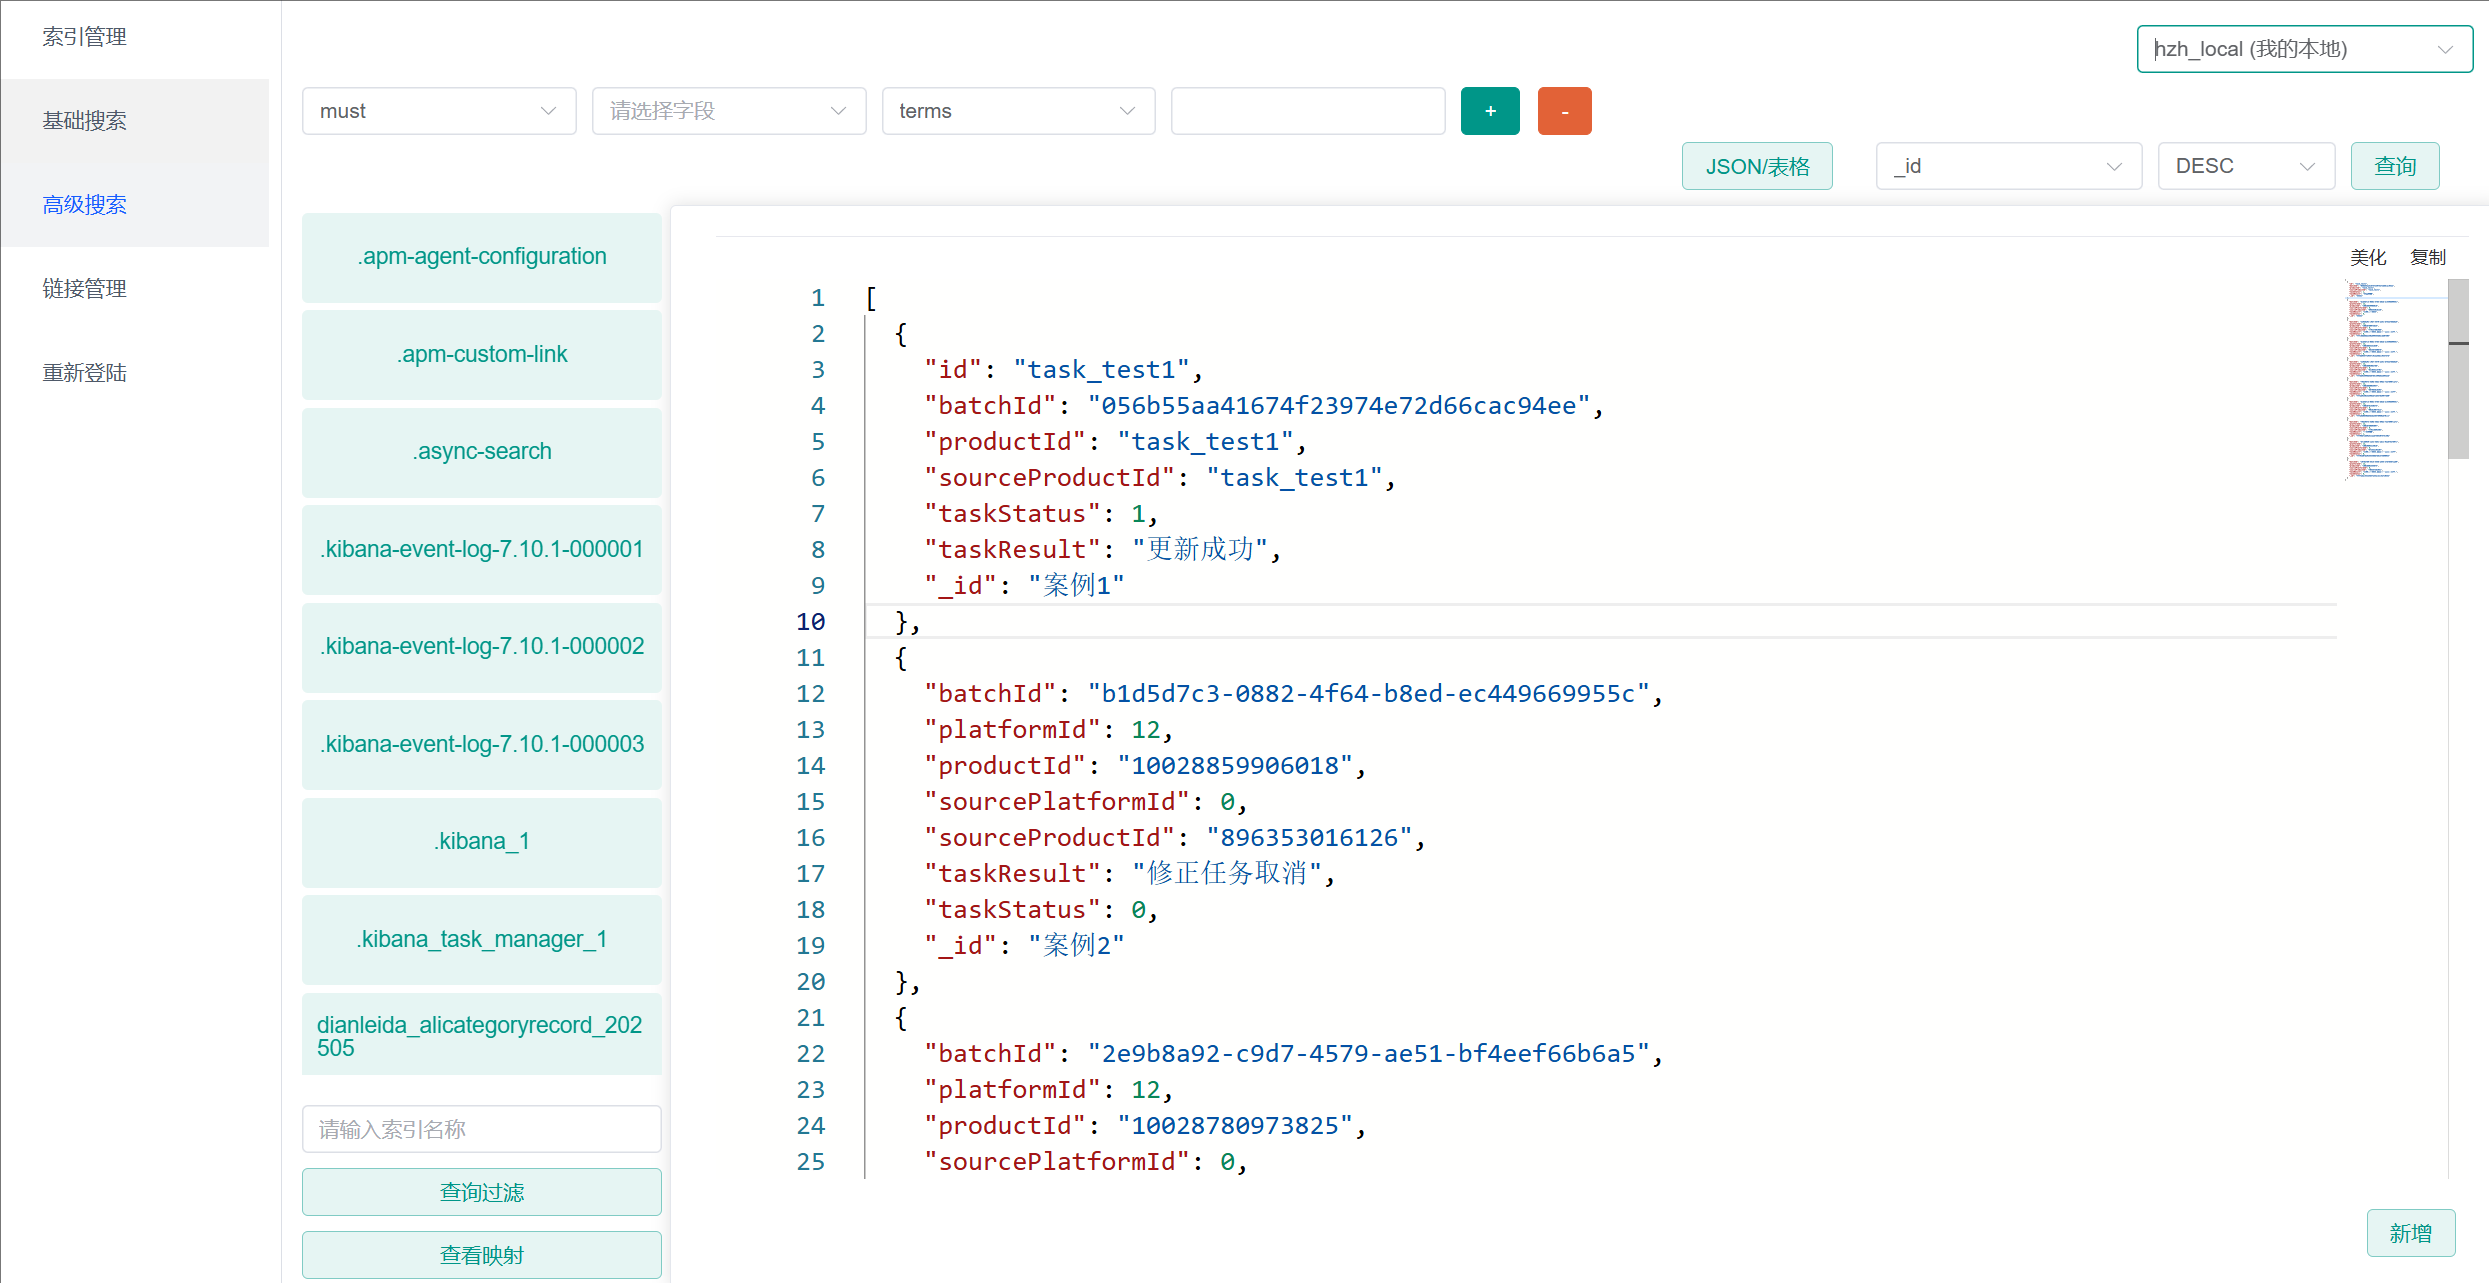 索引管理
基础搜索
高级搜索
链接管理
重新登陆
hzh_local (我的本地)
must
请选择字段
terms
+
-
JSON/表格
_id
DESC
查询
.apm-agent-configuration
.apm-custom-link
.async-search
.kibana-event-log-7.10.1-000001
.kibana-event-log-7.10.1-000002
.kibana-event-log-7.10.1-000003
.kibana_1
.kibana_task_manager_1
dianleida_alicategoryrecord_202
505
请输入索引名称
查询过滤
查看映射
美化 复制
1 [
2 {
3 "id": "task_test1",
4 "batchId": "056b55aa41674f23974e72d66cac94ee",
5 "productId": "task_test1",
6 "sourceProductId": "task_test1",
7 "taskStatus": 1,
8 "taskResult": "更新成功",
9 "_id": "案例1"
10 },
11 {
12 "batchId": "b1d5d7c3-0882-4f64-b8ed-ec449669955c",
13 "platformId": 12,
14 "productId": "10028859906018",
15 "sourcePlatformId": 0,
16 "sourceProductId": "896353016126",
17 "taskResult": "修正任务取消",
18 "taskStatus": 0,
19 "_id": "案例2"
20 },
21 {
22 "batchId": "2e9b8a92-c9d7-4579-ae51-bf4eef66b6a5",
23 "platformId": 12,
24 "productId": "10028780973825",
25 "sourcePlatformId": 0,
新增